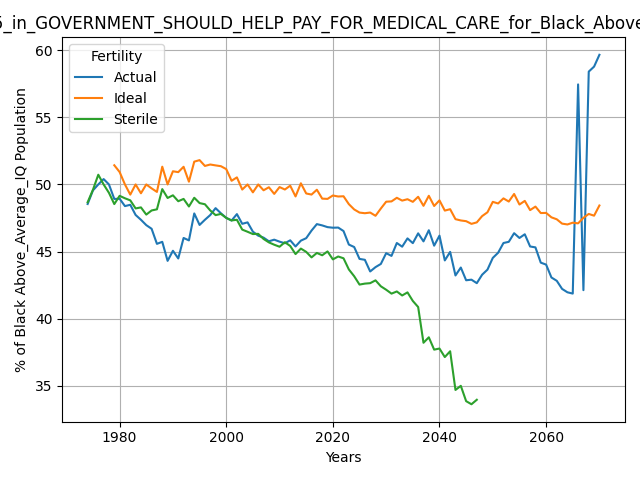 _in_GOVERNMENT_SHOULD_HELP_PAY_FOR_MEDICAL_CARE_for_Black_Above
Fertility
Actual
Ideal
Sterile
% of Black Above_Average_IQ Population
60
55
50
45
40
35
1980
2000
2020
2040
2060
Years